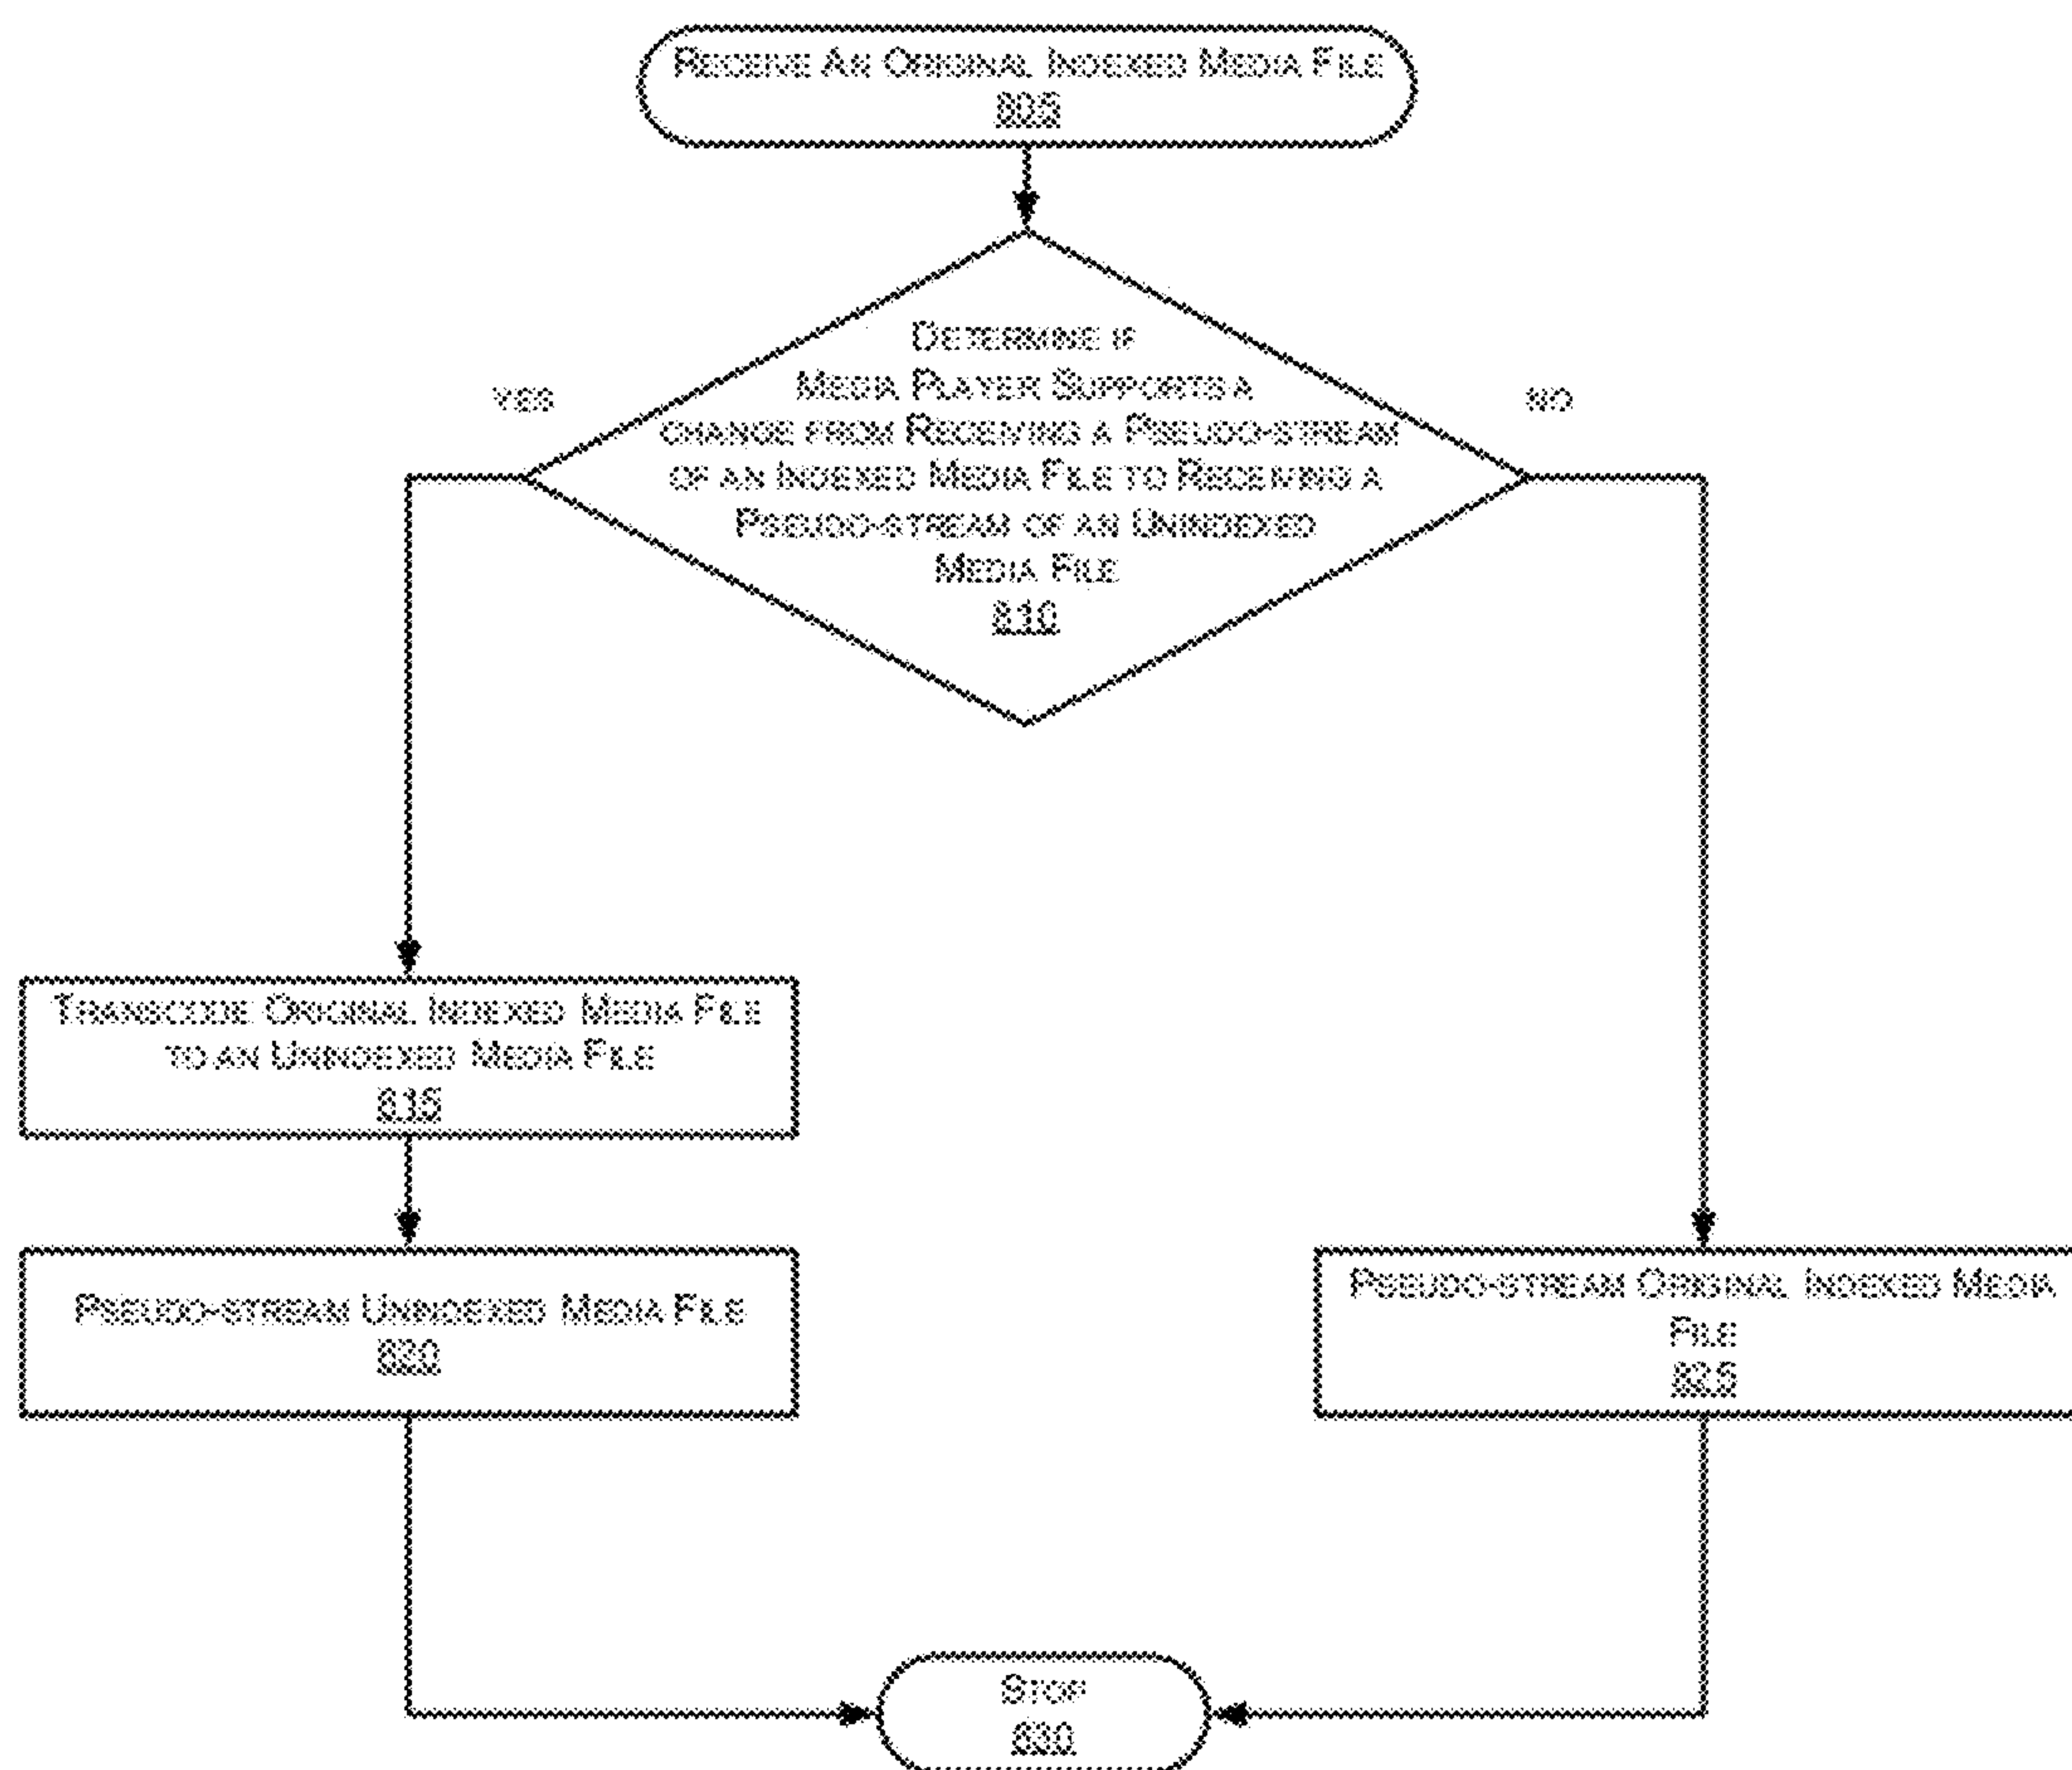 RECEIVE AN ORIGINAL INDEXED MEDIA FILE
805
DETERMINE IF
MEDIA PLAYER SUPPORTS A
CHANGE FROM RECEIVING A PSEUDO-STREAM
OF AN INDEXED MEDIA FILE TO RECEIVING A
PSEUDO-STREAM OF AN UNINDEXED
MEDIA FILE
810
YES
NO
TRANSCODE ORIGINAL INDEXED MEDIA FILE
TO AN UNINDEXED MEDIA FILE
815
PSEUDO-STREAM UNINDEXED MEDIA FILE
820
PSEUDO-STREAM ORIGINAL INDEXED MEDIA
FILE
825
STOP
830